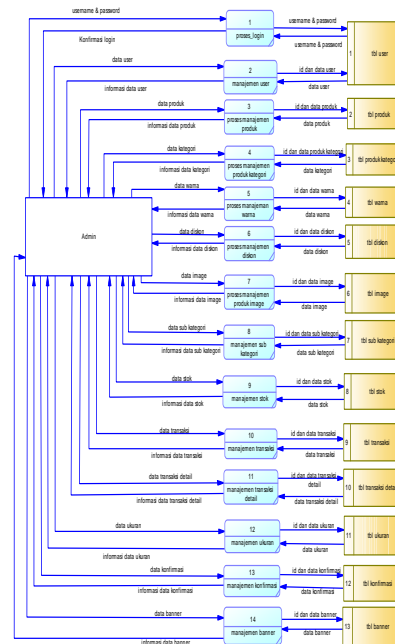 username & password
1
proses_login
username & password
Konfirmasi login
username & password
1 tbl user
data user
2
manajemen user
id dan data user
informasi data user
data user
data produk
3
proses manajemen
produk
id dan data produk
2 tbl produk
informasi data produk
data produk
data kategori
4
proses manajemen
produk kategori
id dan data produk kategori
3 tbl produk katego
informasi data kategori
data kategori
data warna
5
proses manajeman
warna
id dan data warna
4 tbl warna
informasi data warna
data warna
data diskon
6
proses manajemen
diskon
id dan data diskon
5 tbl diskon
informasi data diskon
data diskon
Admin
data image
7
proses manajemen
produk image
id dan data image
6 tbl image
informasi data image
data image
data sub kategori
8
manajemen sub
kategori
id dan data sub kategori
7 tbl sub kategori
informasi data sub kategori
data sub kategori
data stok
9
manajemen stok
id dan data stok
8 tbl stok
informasi data stok
data stok
data transaksi
10
manajemen transaksi
id dan data transaksi
9 tbl transaksi
informasi data transaksi
data transaksi
data transaksi detail
11
manajemen transaksi
detail
id dan data transaksi
detail
10 tbl transaksi deta
informasi data transaksi detail
data transaksi detail
data ukuran
12
manajemen ukuran
id dan data ukuran
11 tbl ukuran
informasi data ukuran
data ukuran
data konfirmasi
13
manajemen konfirmasi
id dan data konfirmasi
12 tbl konfirmasi
informasi data konfirmasi
data konfirmasi
data banner
14
manajemen banner
id dan data banner
13 tbl banner
informasi data banner
data banner